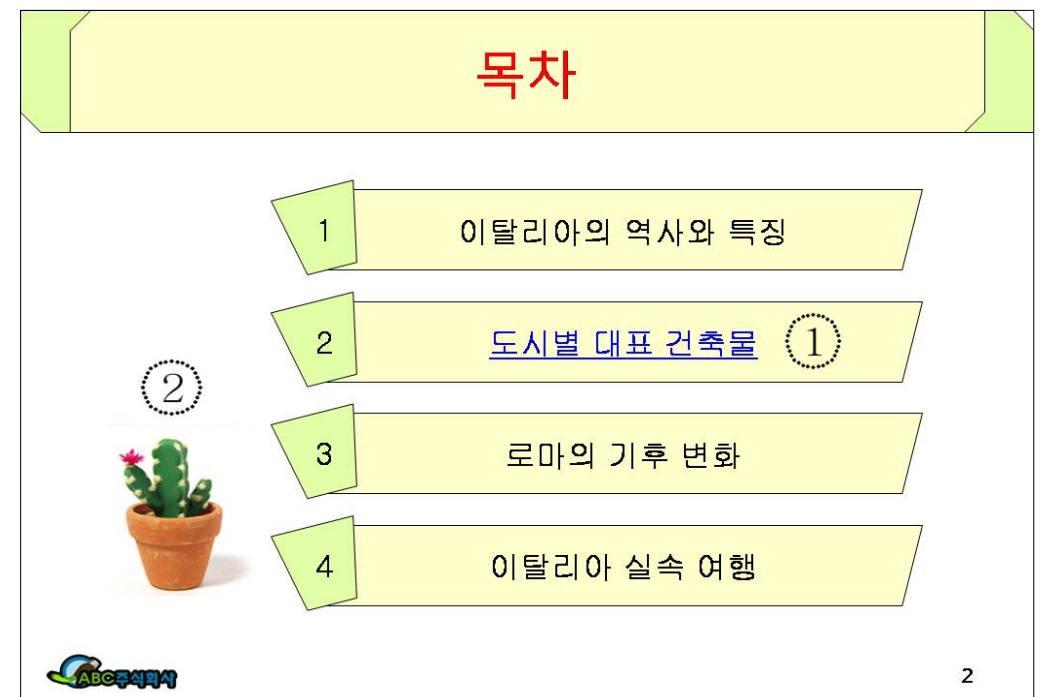 목차
1 이탈리아의 역사와 특징
2 도시별 대표 건축물 ①
②
3 로마의 기후 변화
4 이탈리아 실속 여행
ABC주식회사
2